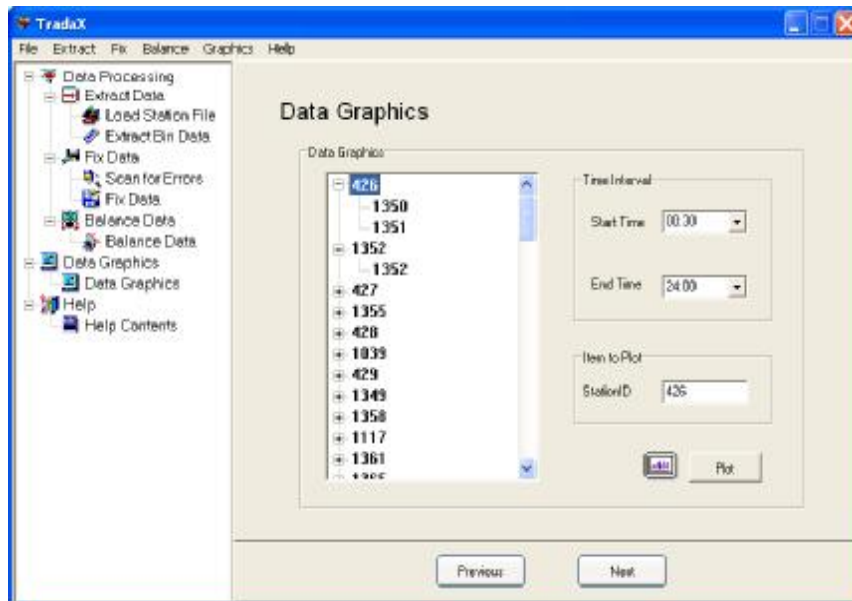 TradaX
File Extract Fix Balance Graphics Help
Data Processing
Extract Data
Load Station File
Extract Bin Data
Fix Data
Scan for Errors
Fix Data
Balance Data
Balance Data
Data Graphics
Data Graphics
Help
Help Contents
Data Graphics
Data Graphics
426
1350
1351
1352
1352
427
1355
428
1039
429
1349
1358
1117
1361
Time Interval
Start Time 00:30
End Time 24:00
Item to Plot
StationID 426
Plot
Previous Next